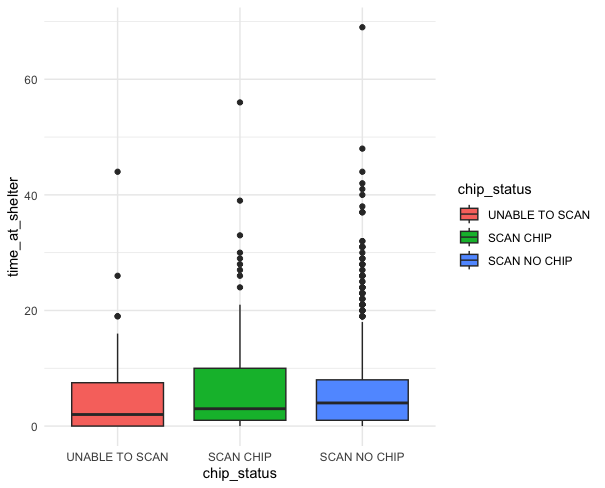 time_at_shelter
60
40
20
0
UNABLE TO SCAN
SCAN CHIP
SCAN NO CHIP
chip_status
chip_status
UNABLE TO SCAN
SCAN CHIP
SCAN NO CHIP